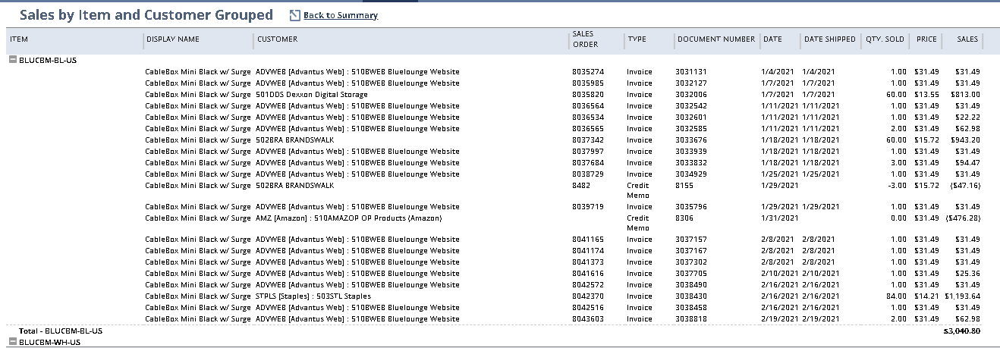 Sales by Item and Customer Grouped Back to Summary
ITEM DISPLAY NAME CUSTOMER SALES ORDER TYPE DOCUMENT NUMBER DATE DATE SHIPPED QTY. SOLD PRICE SALES
BLUCBM-BL-US
CableBox Mini Black w/ Surge ADVWEB [Advantus Web] : 510BWEB Bluelounge Website 8035274 Invoice 3031131 1/4/2021 1/4/2021 1.00 $31.49 $31.49
CableBox Mini Black w/ Surge ADVWEB [Advantus Web] : 510BWEB Bluelounge Website 8035985 Invoice 3032127 1/7/2021 1/7/2021 1.00 $31.49 $31.49
CableBox Mini Black w/ Surge 501DDS Dexxon Digital Storage 8035820 Invoice 3032006 1/7/2021 1/7/2021 60.00 $13.55 $813.00
CableBox Mini Black w/ Surge ADVWEB [Advantus Web] : 510BWEB Bluelounge Website 8036564 Invoice 3032542 1/11/2021 1/11/2021 1.00 $31.49 $31.49
CableBox Mini Black w/ Surge ADVWEB [Advantus Web] : 510BWEB Bluelounge Website 8036534 Invoice 3032601 1/11/2021 1/11/2021 1.00 $31.49 $22.22
CableBox Mini Black w/ Surge ADVWEB [Advantus Web] : 510BWEB Bluelounge Website 8036565 Invoice 3032585 1/11/2021 1/11/2021 2.00 $31.49 $62.98
CableBox Mini Black w/ Surge 502BRA BRANDSWALK 8037342 Invoice 3033676 1/18/2021 1/18/2021 60.00 $15.72 $943.20
CableBox Mini Black w/ Surge ADVWEB [Advantus Web] : 510BWEB Bluelounge Website 8037997 Invoice 3033939 1/18/2021 1/18/2021 1.00 $31.49 $31.49
CableBox Mini Black w/ Surge ADVWEB [Advantus Web] : 510BWEB Bluelounge Website 8037684 Invoice 3033832 1/18/2021 1/18/2021 3.00 $31.49 $94.47
CableBox Mini Black w/ Surge ADVWEB [Advantus Web] : 510BWEB Bluelounge Website 8038729 Invoice 3034929 1/25/2021 1/25/2021 1.00 $31.49 $31.49
CableBox Mini Black w/ Surge 502BRA BRANDSWALK 8482 Credit Memo 8155 1/29/2021 -3.00 $15.72 ($47.16)
CableBox Mini Black w/ Surge ADVWEB [Advantus Web] : 510BWEB Bluelounge Website 8039719 Invoice 3035796 1/29/2021 1/29/2021 1.00 $31.49 $31.49
CableBox Mini Black w/ Surge AMZ [Amazon] : 510AMAZOP OP Products (Amazon) Credit Memo 8306 1/31/2021 0.00 $31.49 ($476.28)
CableBox Mini Black w/ Surge ADVWEB [Advantus Web] : 510BWEB Bluelounge Website 8041165 Invoice 3037157 2/8/2021 2/8/2021 1.00 $31.49 $31.49
CableBox Mini Black w/ Surge ADVWEB [Advantus Web] : 510BWEB Bluelounge Website 8041174 Invoice 3037167 2/8/2021 2/8/2021 1.00 $31.49 $31.49
CableBox Mini Black w/ Surge ADVWEB [Advantus Web] : 510BWEB Bluelounge Website 8041373 Invoice 3037302 2/8/2021 2/8/2021 1.00 $31.49 $31.49
CableBox Mini Black w/ Surge ADVWEB [Advantus Web] : 510BWEB Bluelounge Website 8041616 Invoice 3037705 2/10/2021 2/10/2021 1.00 $31.49 $25.36
CableBox Mini Black w/ Surge ADVWEB [Advantus Web] : 510BWEB Bluelounge Website 8042572 Invoice 3038490 2/16/2021 2/16/2021 1.00 $31.49 $31.49
CableBox Mini Black w/ Surge STPLS [Staples] : 503STL Staples 8042370 Invoice 3038430 2/16/2021 2/16/2021 84.00 $14.21 $1,193.64
CableBox Mini Black w/ Surge ADVWEB [Advantus Web] : 510BWEB Bluelounge Website 8042516 Invoice 3038458 2/16/2021 2/16/2021 1.00 $31.49 $31.49
CableBox Mini Black w/ Surge ADVWEB [Advantus Web] : 510BWEB Bluelounge Website 8043603 Invoice 3038818 2/19/2021 2/19/2021 2.00 $31.49 $62.98
Total - BLUCBM-BL-US $3,040.80
BLUCBM-WH-US